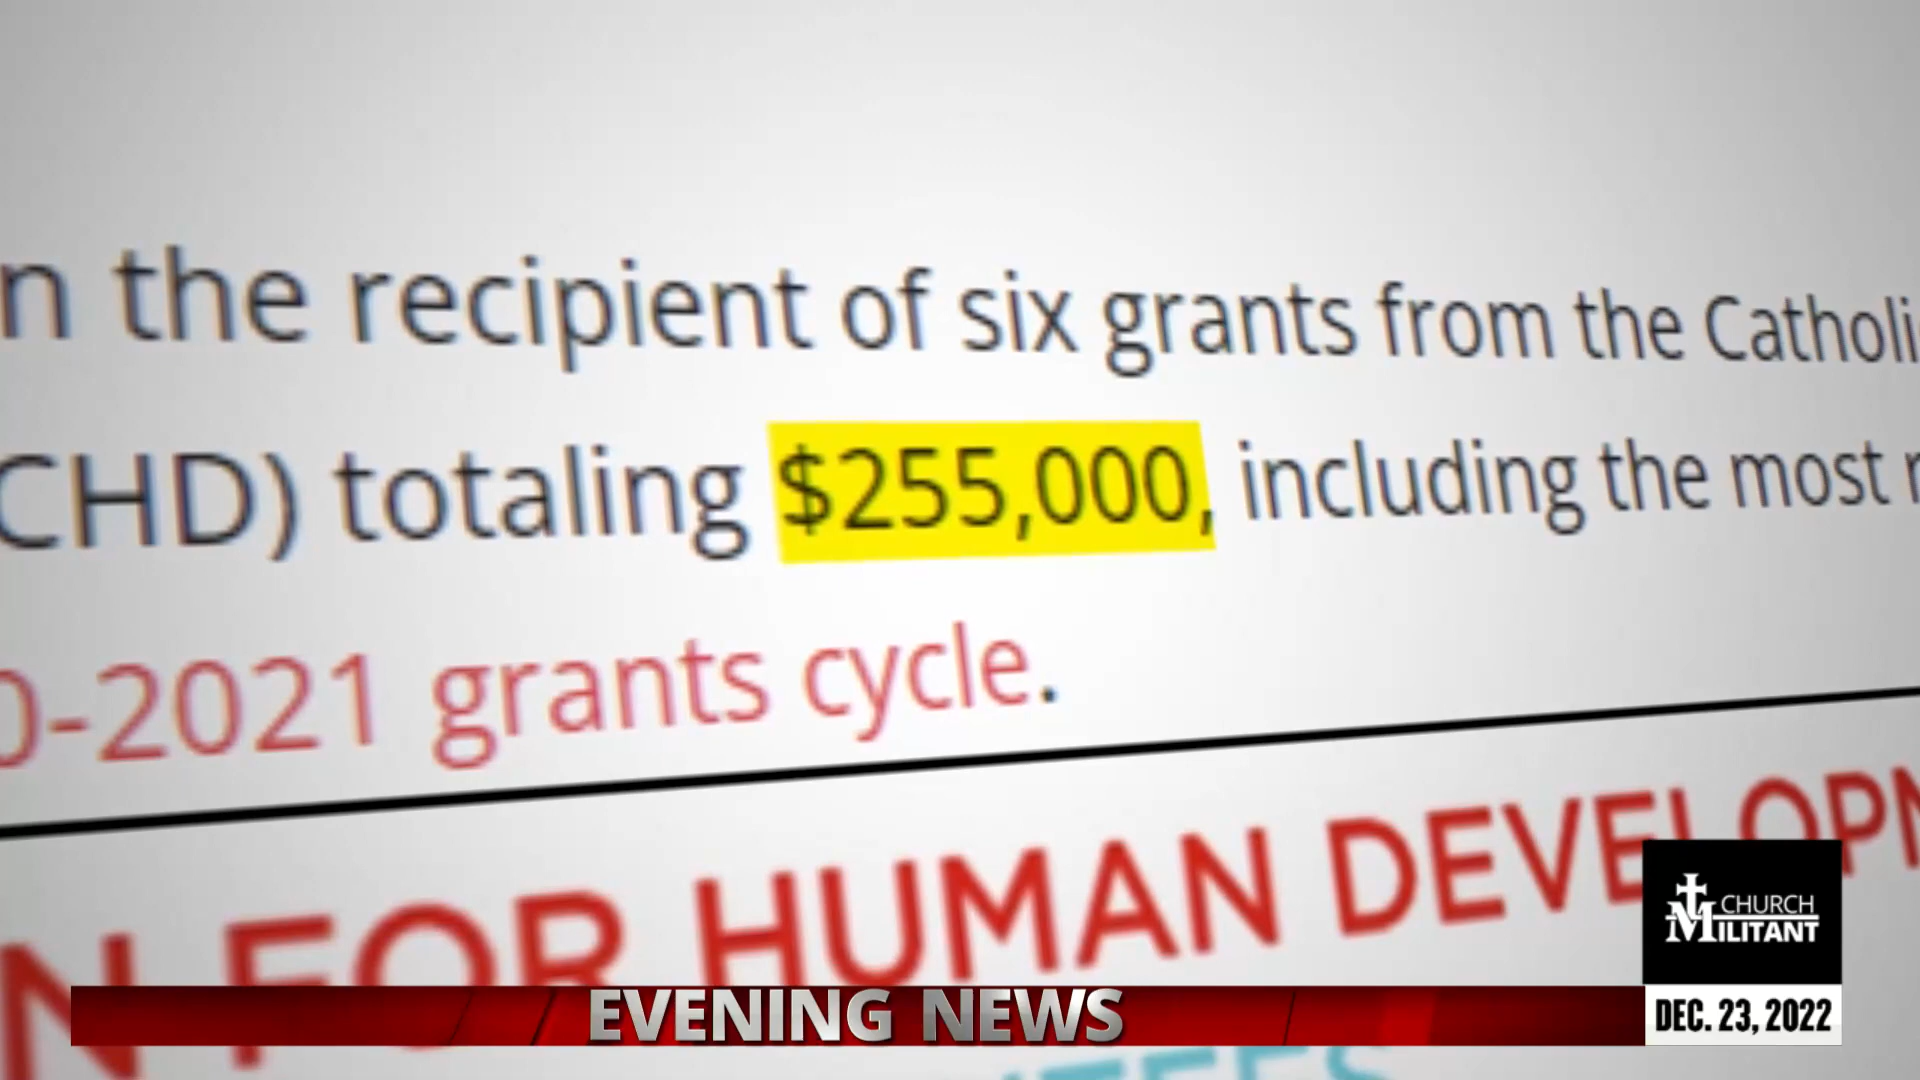 n the recipient of six grants from the Catholi
CHD) totaling $255,000, including the most r
0-2021 grants cycle.
N FOR HUMAN DEVELOPM
EVENING NEWS
CHURCH
MILITANT
DEC. 23, 2022